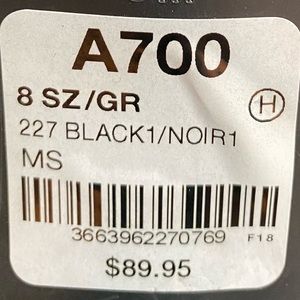 A700
8 SZ/GR
H
227 BLACK1/NOIR1
MS
3663962270769
F18
$89.95